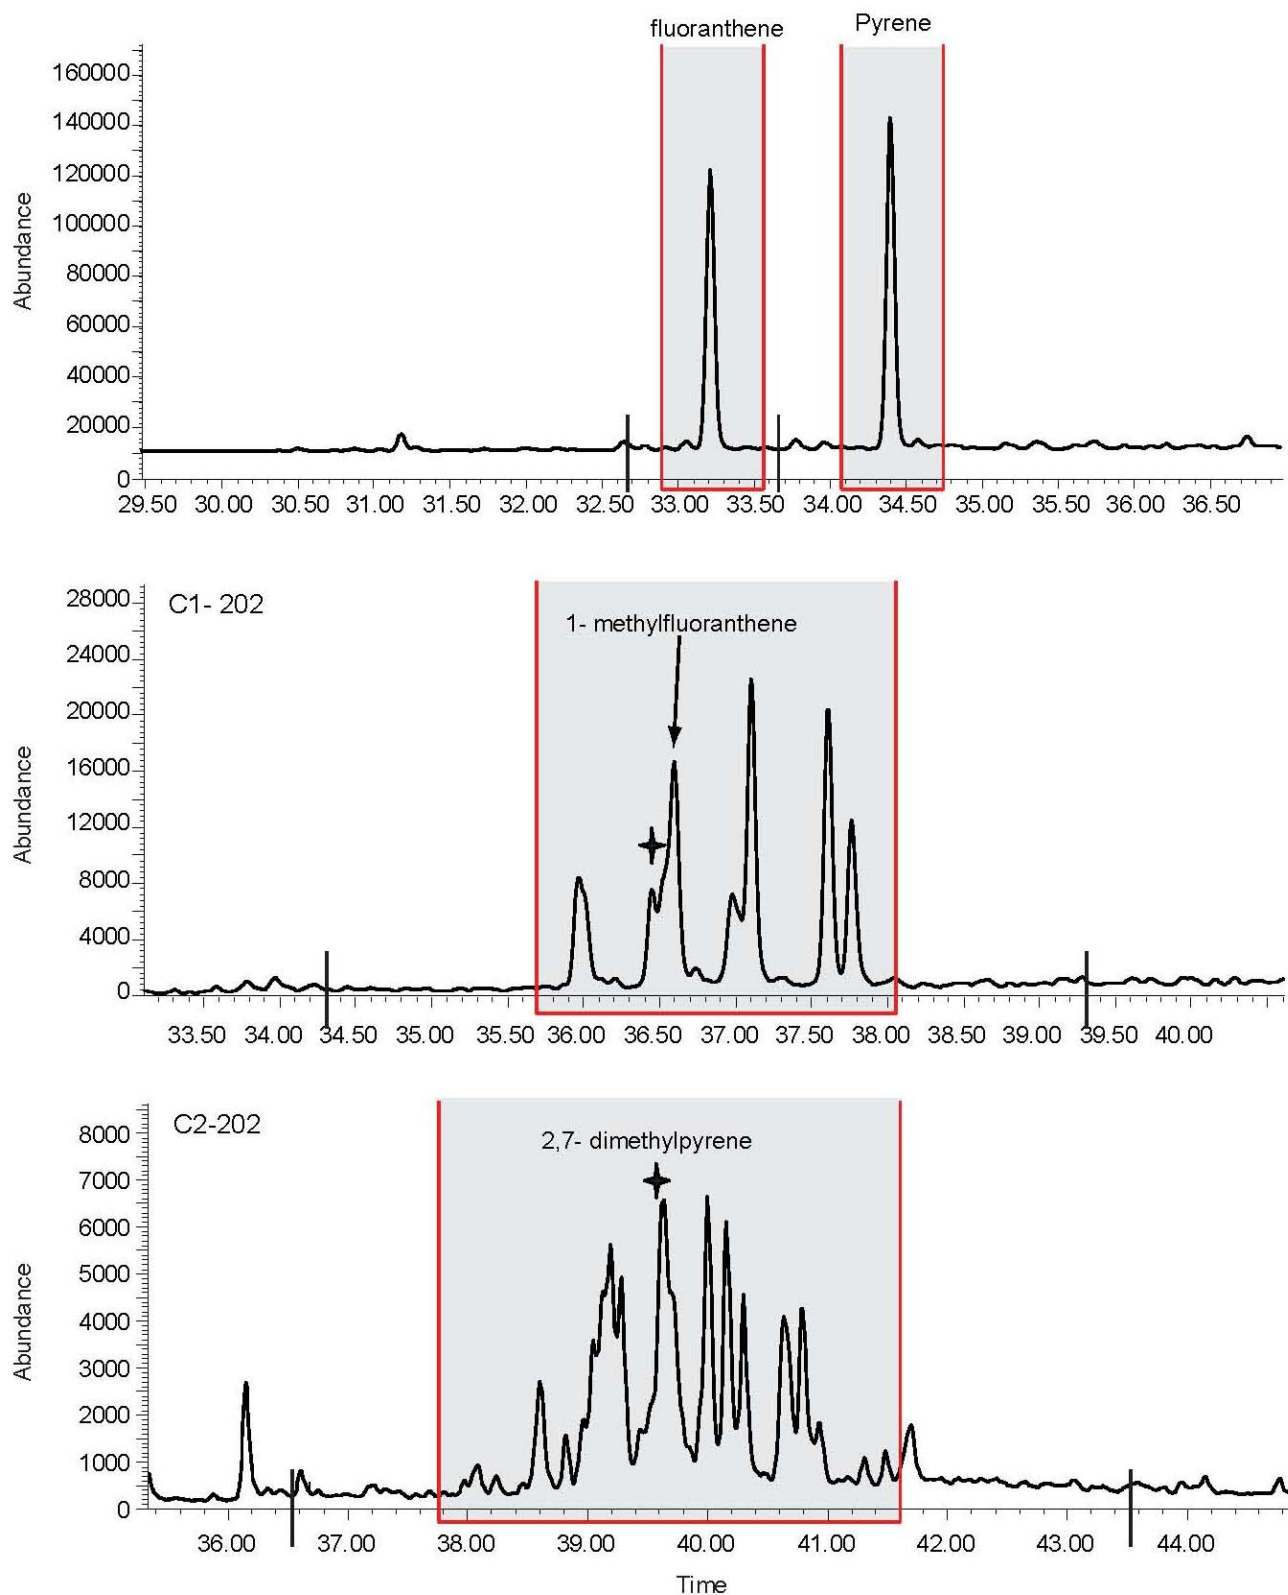 fluoranthene Pyrene
160000
140000
120000
100000
80000
60000
40000
20000
0
Abundance
29.50 30.00 30.50 31.00 31.50 32.00 32.50 33.00 33.50 34.00 34.50 35.00 35.50 36.00 36.50
C1- 202
1- methylfluoranthene
28000
24000
20000
16000
12000
8000
4000
0
Abundance
33.50 34.00 34.50 35.00 35.50 36.00 36.50 37.00 37.50 38.00 38.50 39.00 39.50 40.00
C2-202
2,7- dimethylpyrene
8000
7000
6000
5000
4000
3000
2000
1000
0
Abundance
36.00 37.00 38.00 39.00 40.00 41.00 42.00 43.00 44.00
Time